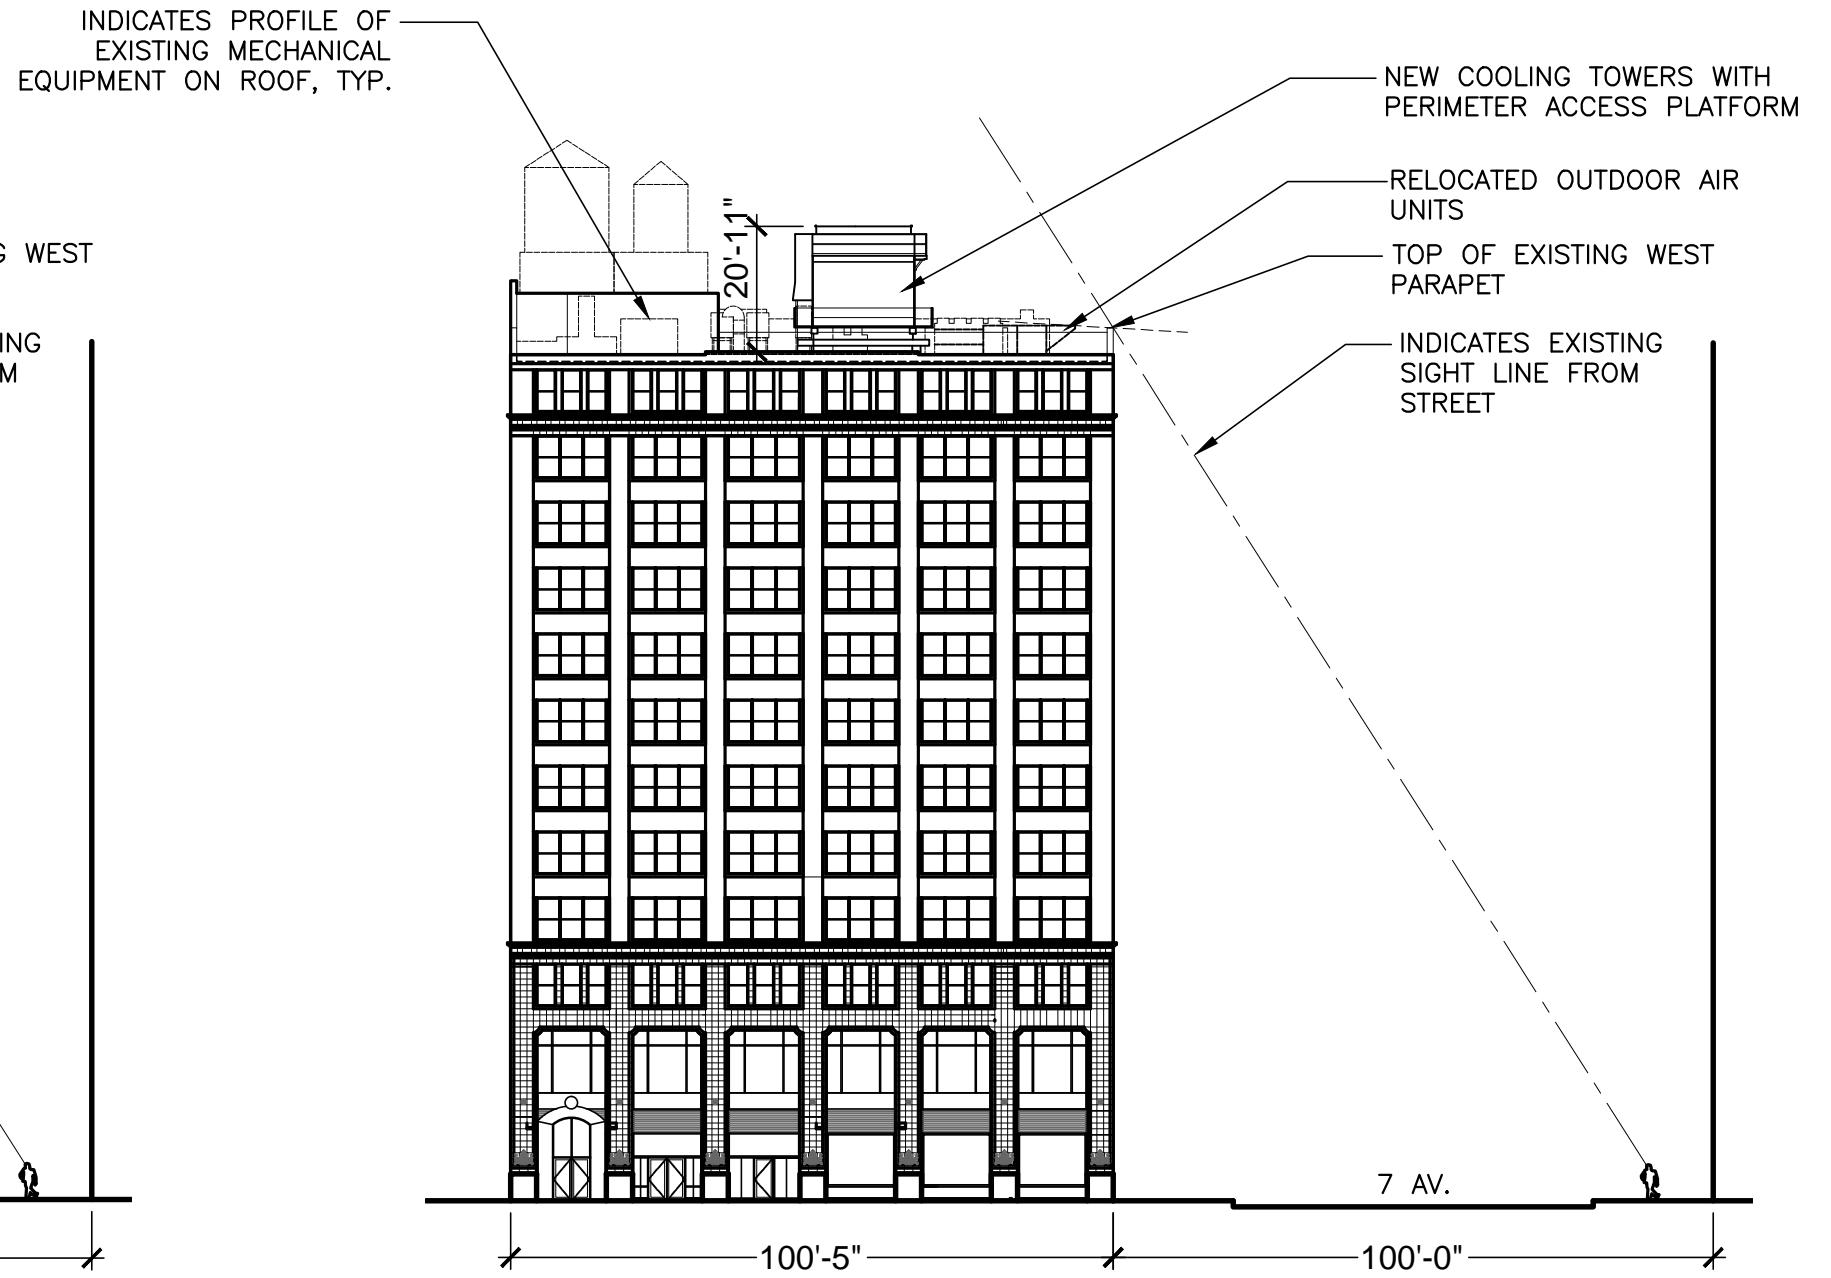 INDICATES PROFILE OF
EXISTING MECHANICAL
EQUIPMENT ON ROOF, TYP.
NEW COOLING TOWERS WITH
PERIMETER ACCESS PLATFORM
RELOCATED OUTDOOR AIR
UNITS
TOP OF EXISTING WEST
PARAPET
INDICATES EXISTING
SIGHT LINE FROM
STREET
20'-11"
WEST
7 AV.
100'-5"
100'-0"